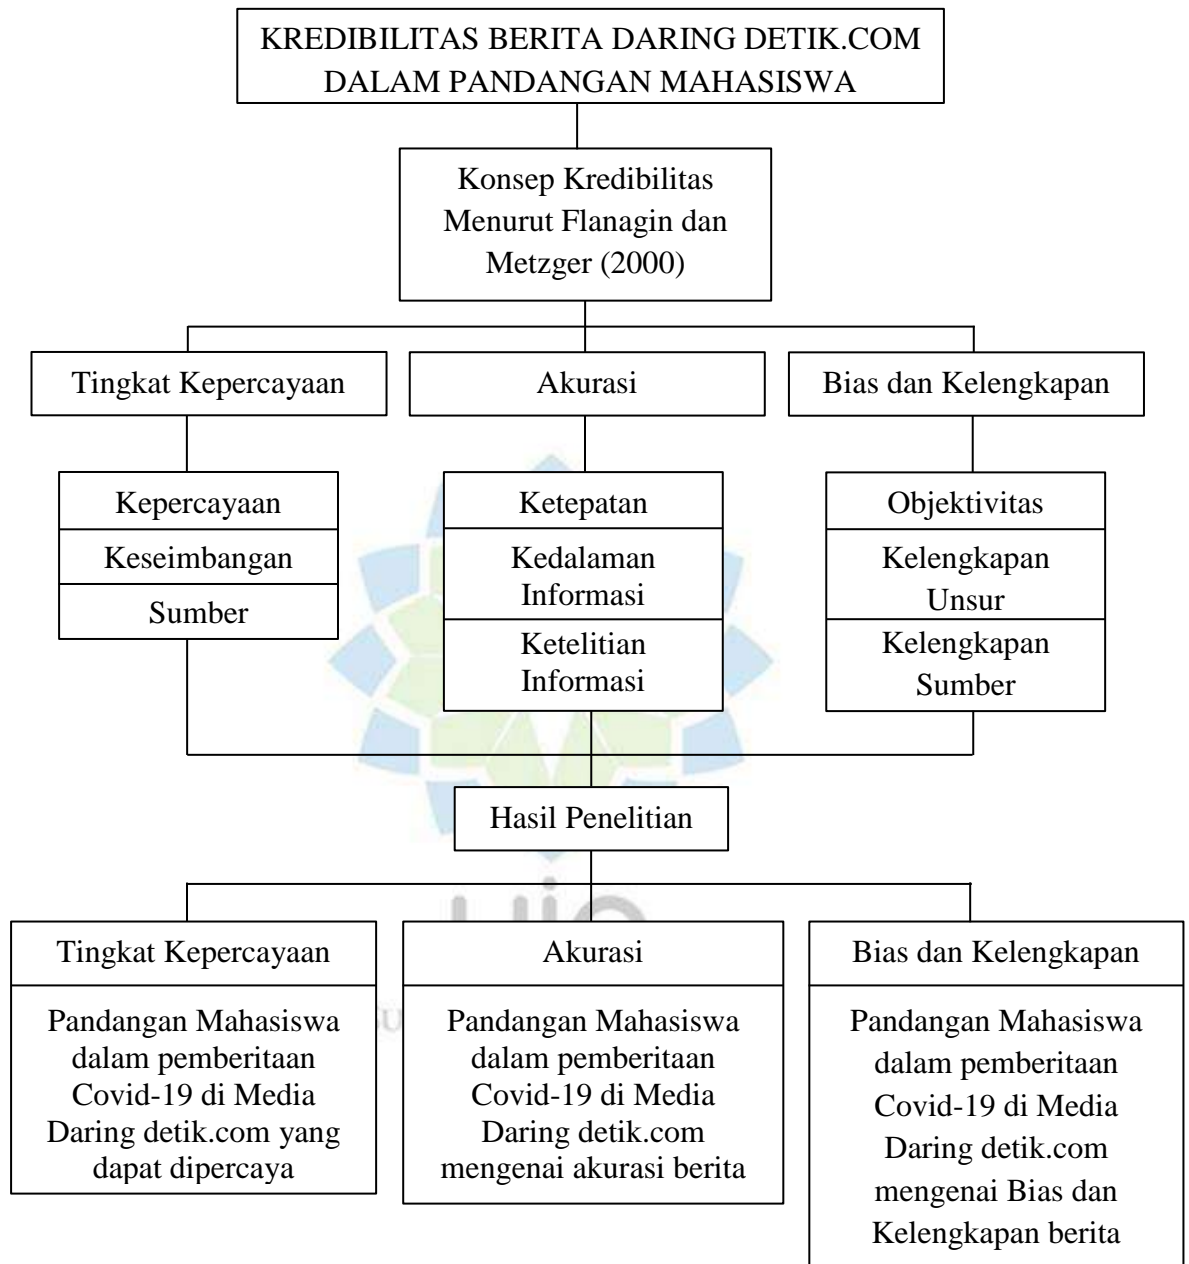 KREDIBILITAS BERITA DARING DETIK.COM
DALAM PANDANGAN MAHASISWA
Konsep Kredibilitas
Menurut Flanagin dan
Metzger (2000)
Tingkat Kepercayaan
Akurasi
Bias dan Kelengkapan
Kepercayaan
Keseimbangan
Sumber
Ketepatan
Kedalaman
Informasi
Ketelitian
Informasi
Objektivitas
Kelengkapan
Unsur
Kelengkapan
Sumber
Hasil Penelitian
Tingkat Kepercayaan
Pandangan Mahasiswa
dalam pemberitaan
Covid-19 di Media
Daring detik.com yang
dapat dipercaya
Akurasi
Pandangan Mahasiswa
dalam pemberitaan
Covid-19 di Media
Daring detik.com
mengenai akurasi berita
Bias dan Kelengkapan
Pandangan Mahasiswa
dalam pemberitaan
Covid-19 di Media
Daring detik.com
mengenai Bias dan
Kelengkapan berita